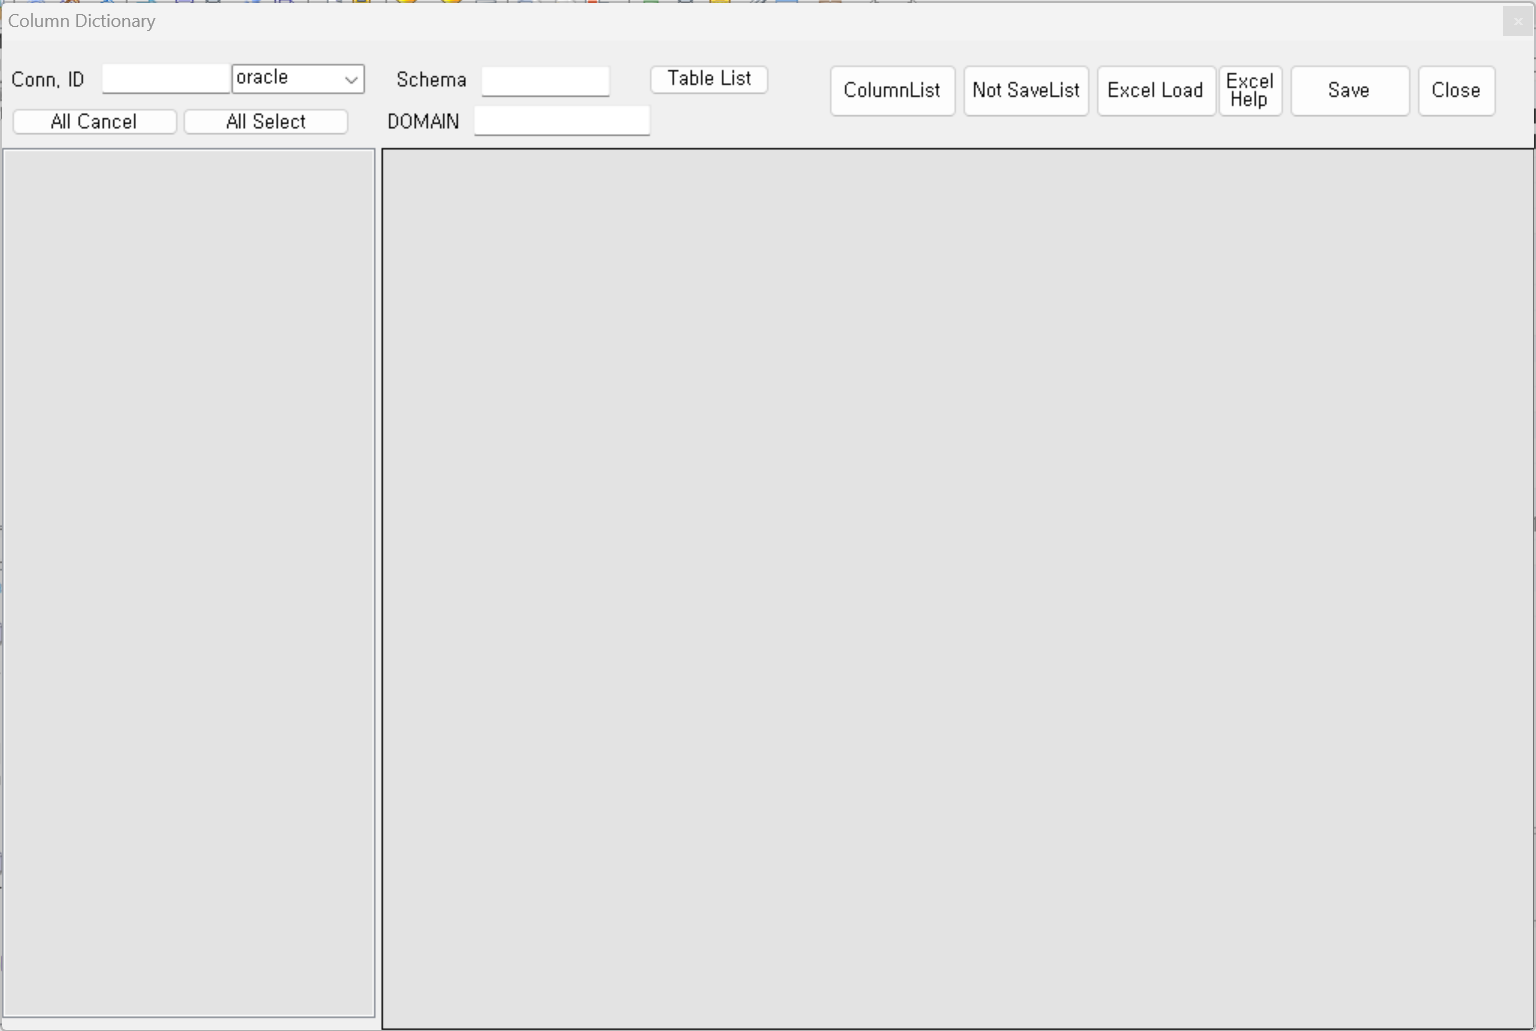 Column Dictionary
Conn, ID oracle Schema Table List
ColumnList Not SaveList Excel Load Excel Help Save Close
All Cancel All Select DOMAIN